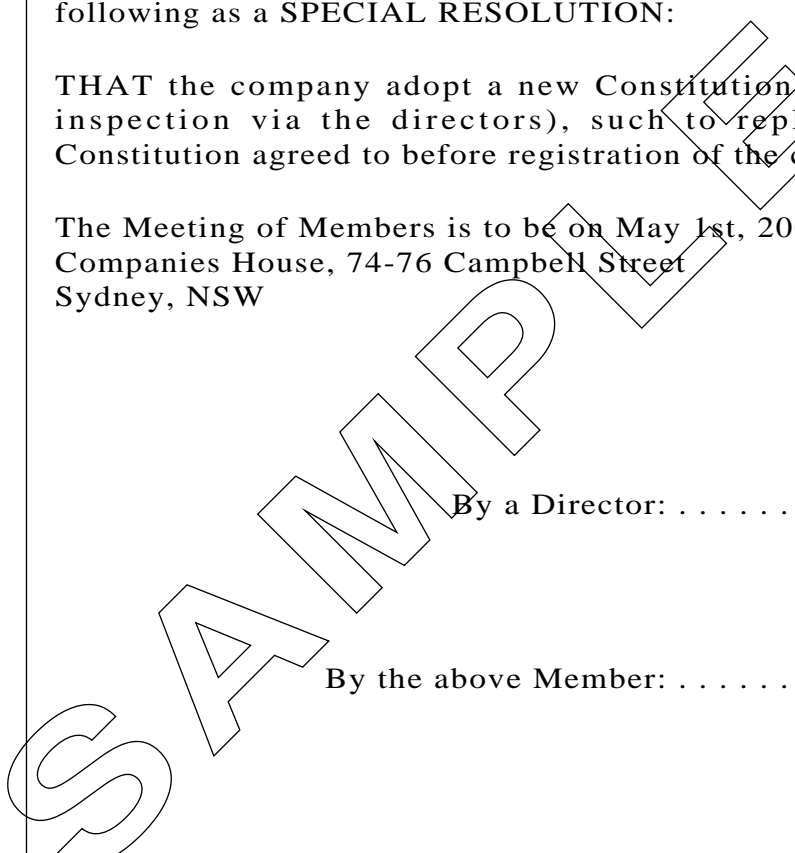 following as a SPECIAL RESOLUTION:
THAT the company adopt a new Constitution
inspection via the directors), such to repl
Constitution agreed to before registration of the
The Meeting of Members is to be on May 1st, 20
Companies House, 74-76 Campbell Street
Sydney, NSW
By a Director: . . . . . .
By the above Member: . . . . . .
SAMPLE